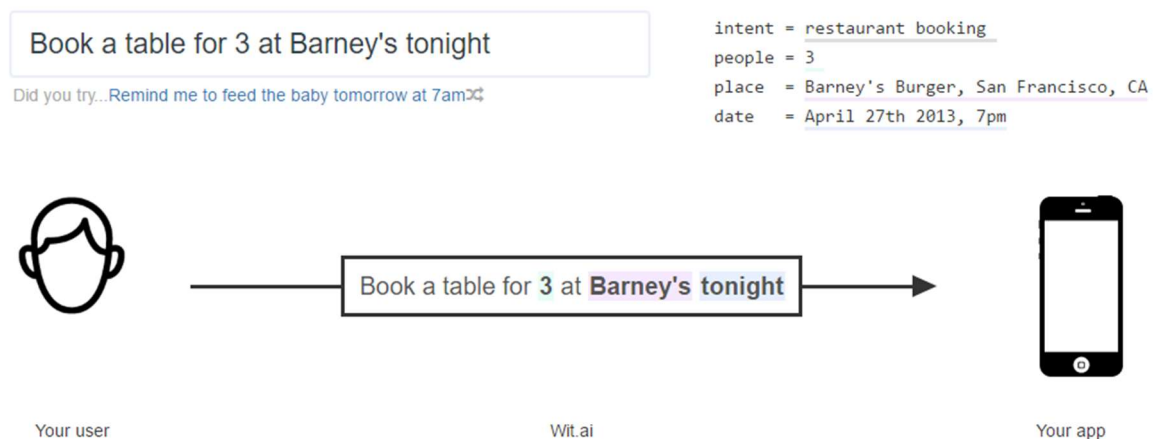 Book a table for 3 at Barney's tonight
Did you try...Remind me to feed the baby tomorrow at 7am
intent = restaurant booking
people = 3
place = Barney's Burger, San Francisco, CA
date = April 27th 2013, 7pm
Book a table for 3 at Barney's tonight
Your user
Wit.ai
Your app